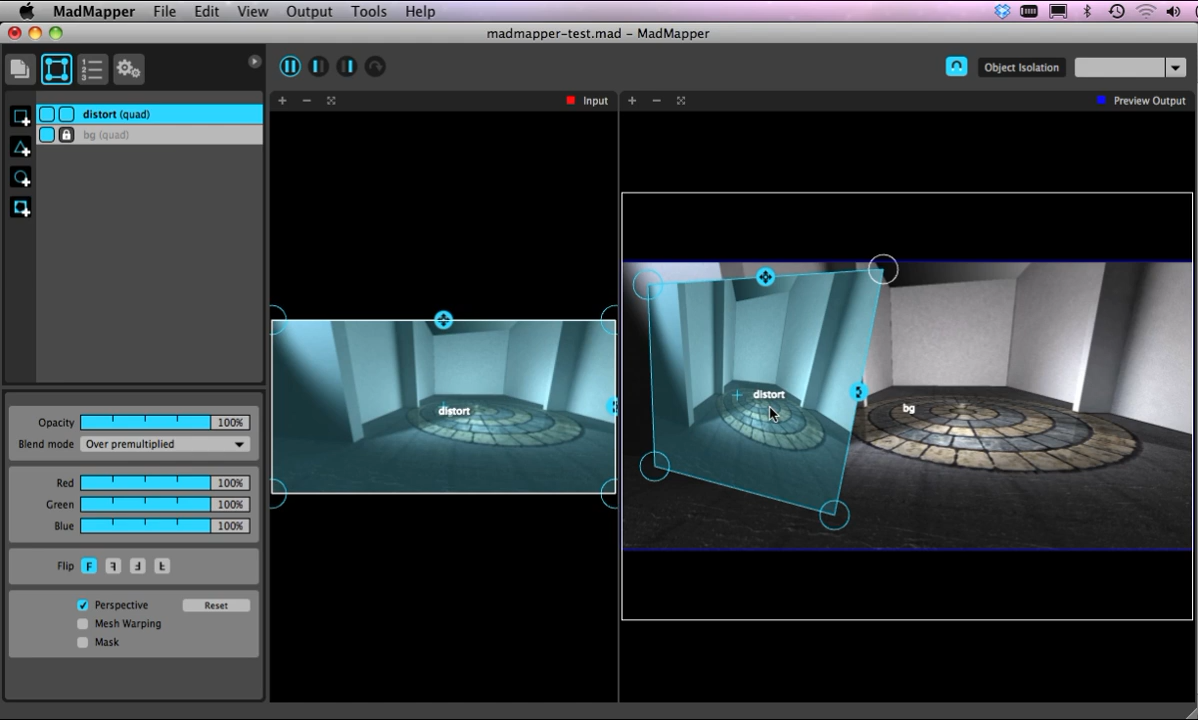 MadMapper File Edit View Output Tools Help
madmapper-test.mad – MadMapper
Object Isolation
distort (quad)
bg (quad)
Input
Preview Output
distort
distort
bg
Opacity 100%
Blend mode Over premultiplied
Red 100%
Green 100%
Blue 100%
Flip F
Perspective Reset
Mesh Warping
Mask